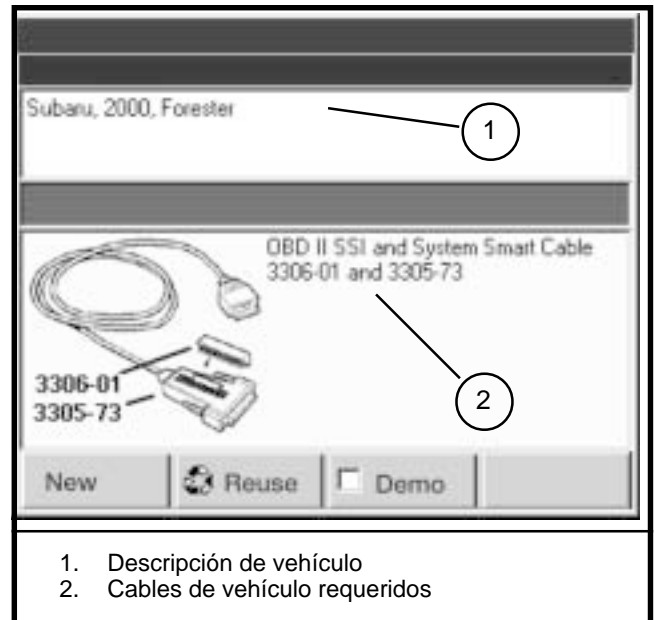 Subaru, 2000, Forester
1
OBD II SSI and System Smart Cable
3306-01 and 3305-73
3306-01
3305-73
2
New
Reuse
Demo
1. Descripción de vehículo
2. Cables de vehículo requeridos